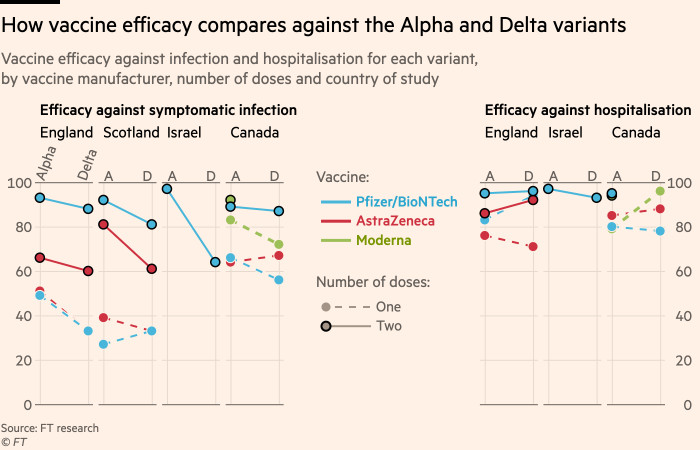 How vaccine efficacy compares against the Alpha and Delta variants
Vaccine efficacy against infection and hospitalisation for each variant,
by vaccine manufacturer, number of doses and country of study
Efficacy against symptomatic infection
England Scotland Israel Canada
Alpha Delta A D A D A D
100
80
60
40
20
0
Vaccine:
Pfizer/BioNTech
AstraZeneca
Moderna
Number of doses:
One
Two
Efficacy against hospitalisation
England Israel Canada
A D A D A D
100
80
60
40
20
0
Source: FT research
© FT